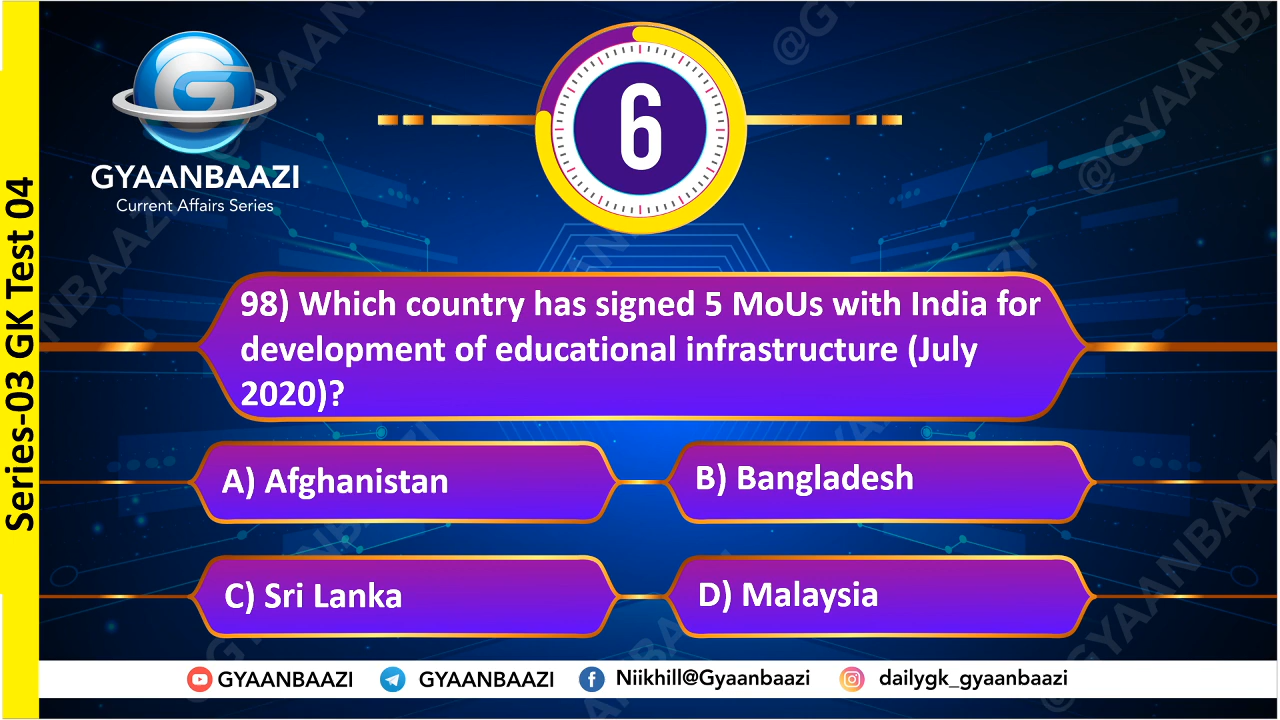 GYAANBAAZI
Current Affairs Series
6
Series-03 GK Test 04
98) Which country has signed 5 MoUs with India for
development of educational infrastructure (July
2020)?
A) Afghanistan
B) Bangladesh
C) Sri Lanka
D) Malaysia
GYAANBAAZI
GYAANBAAZI
Niikhill@Gyaanbaazi
dailygk_gyaanbaazi
@GYAANBAAZI